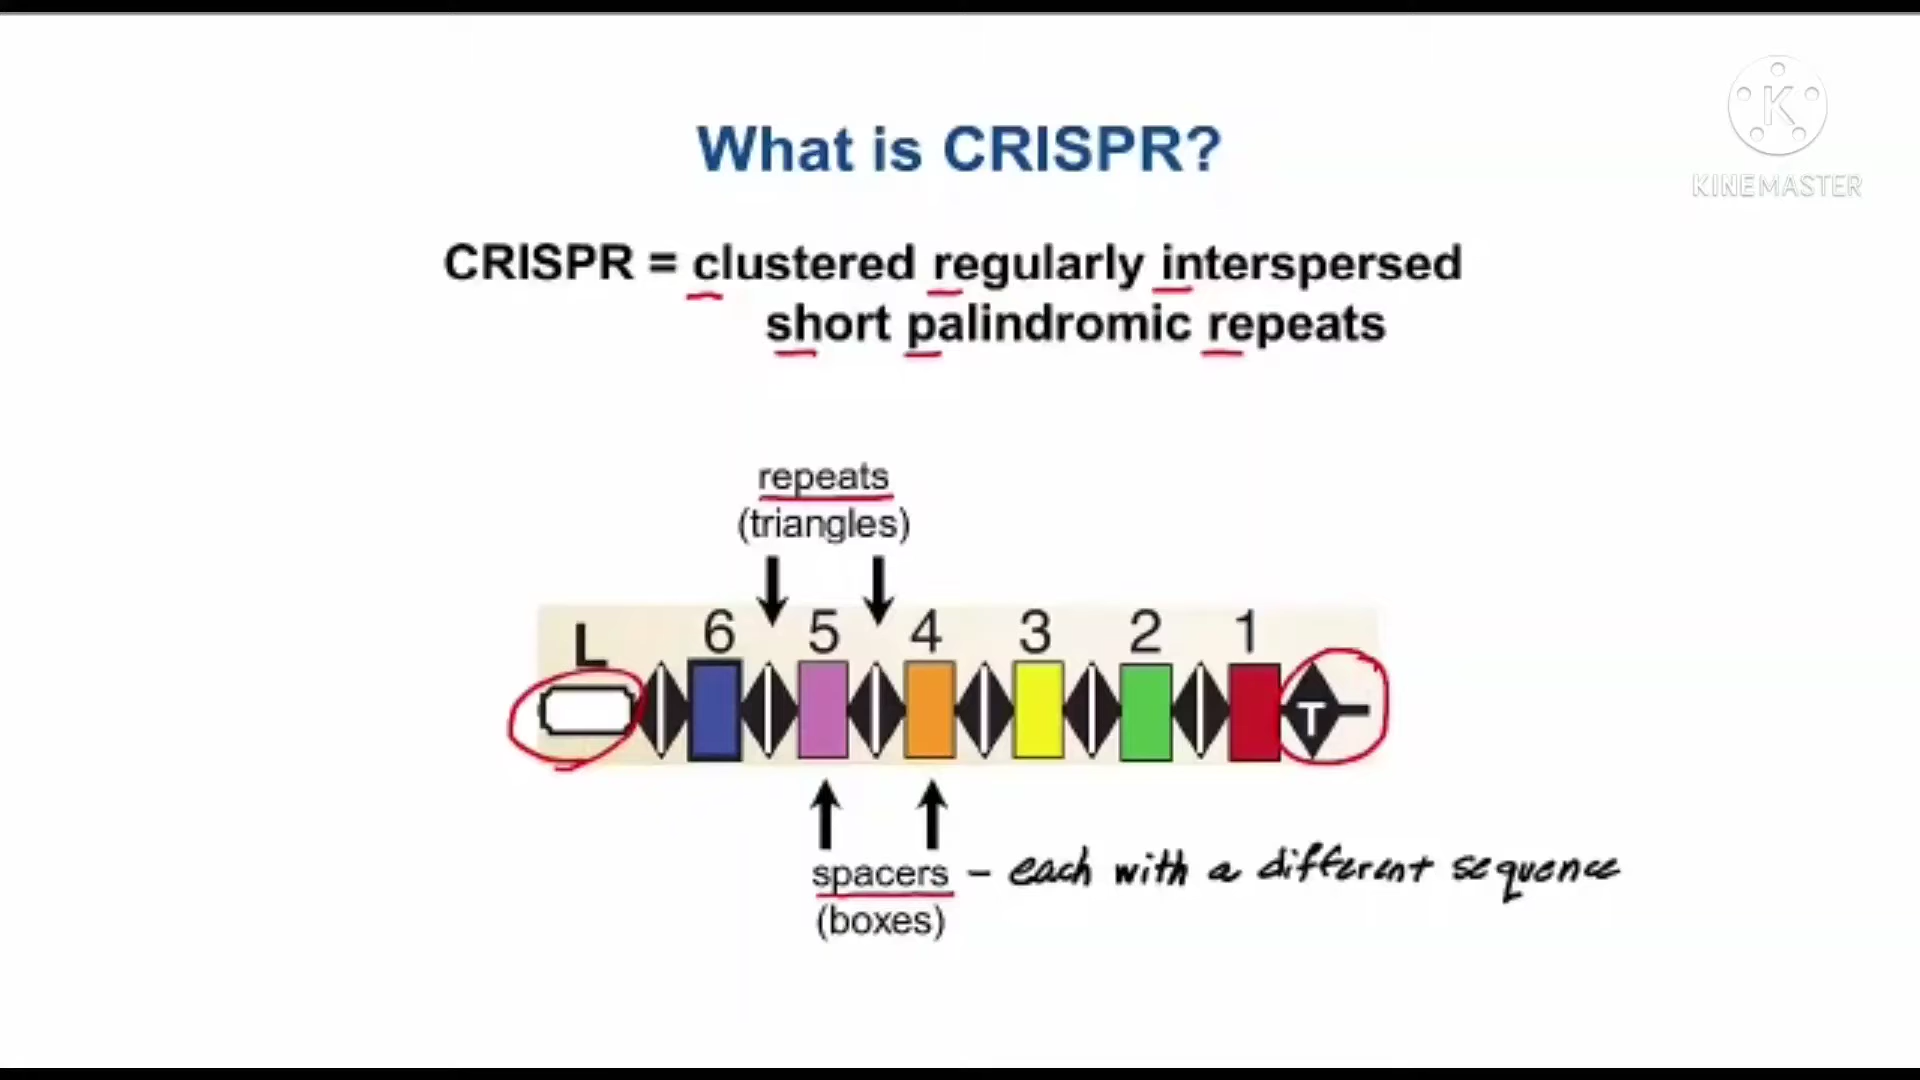 What is CRISPR?
K
KINEMASTER
CRISPR = clustered regularly interspersed
short palindromic repeats
repeats
(triangles)
L 6 5 4 3 2 1
T
spacers – each with a different sequence
(boxes)